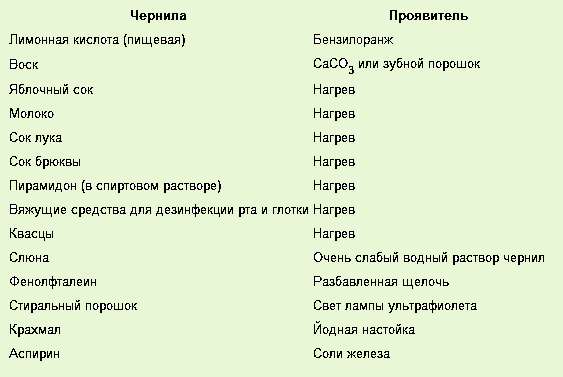 Чернила Проявитель
Лимонная кислота (пищевая) Бензилоранж
Воск CaCO3 или зубной порошок
Яблочный сок Нагрев
Молоко Нагрев
Сок лука Нагрев
Сок брюквы Нагрев
Пирамидон (в спиртовом растворе) Нагрев
Вяжущие средства для дезинфекции рта и глотки Нагрев
Квасцы Нагрев
Слюна Очень слабый водный раствор чернил
Фенолфталеин Разбавленная щелочь
Стиральный порошок Свет лампы ультрафиолета
Крахмал Йодная настойка
Аспирин Соли железа